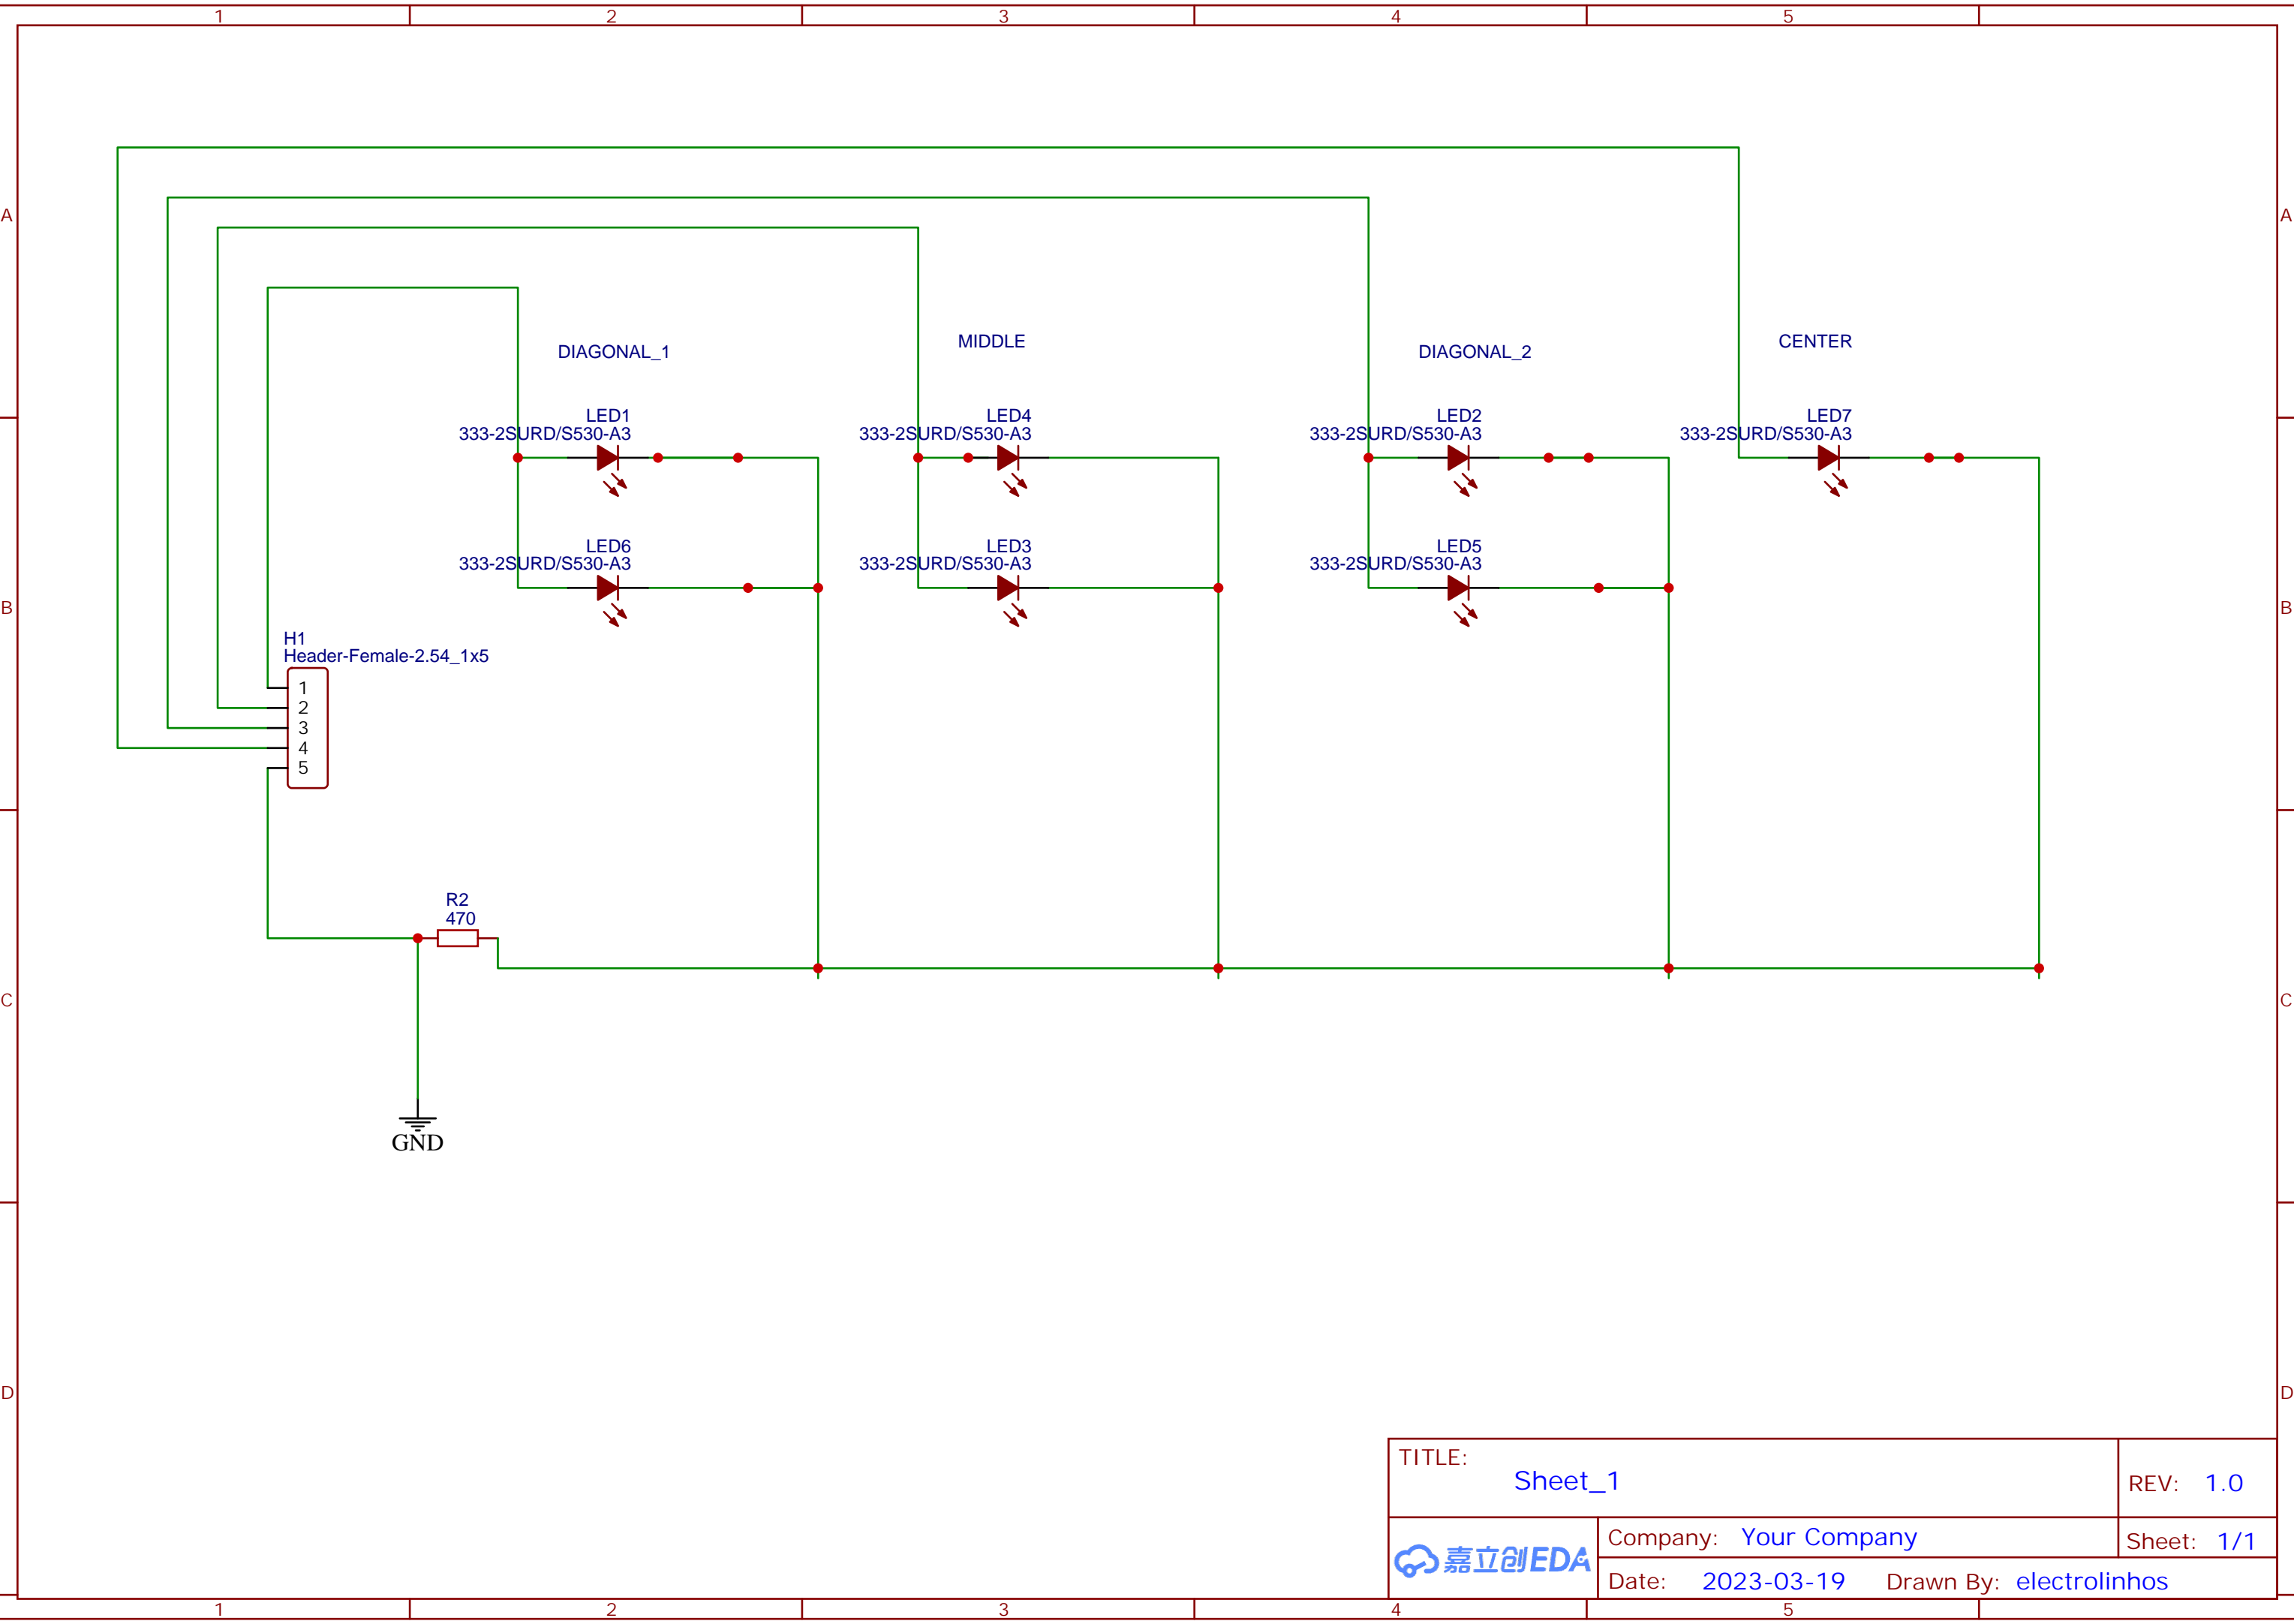 1 2 3 4 5
A A
DIAGONAL_1 MIDDLE DIAGONAL_2 CENTER
LED1 LED4 LED2 LED7
333-2SURD/S530-A3 333-2SURD/S530-A3 333-2SURD/S530-A3 333-2SURD/S530-A3
LED6 LED3 LED5
333-2SURD/S530-A3 333-2SURD/S530-A3 333-2SURD/S530-A3
B B
H1
Header-Female-2.54_1x5
1
2
3
4
5
R2
470
C C
GND
D D
TITLE:
Sheet_1
REV: 1.0
嘉立创EDA
Company: Your Company
Sheet: 1/1
Date: 2023-03-19 Drawn By: electrolinhos
1 2 3 4 5